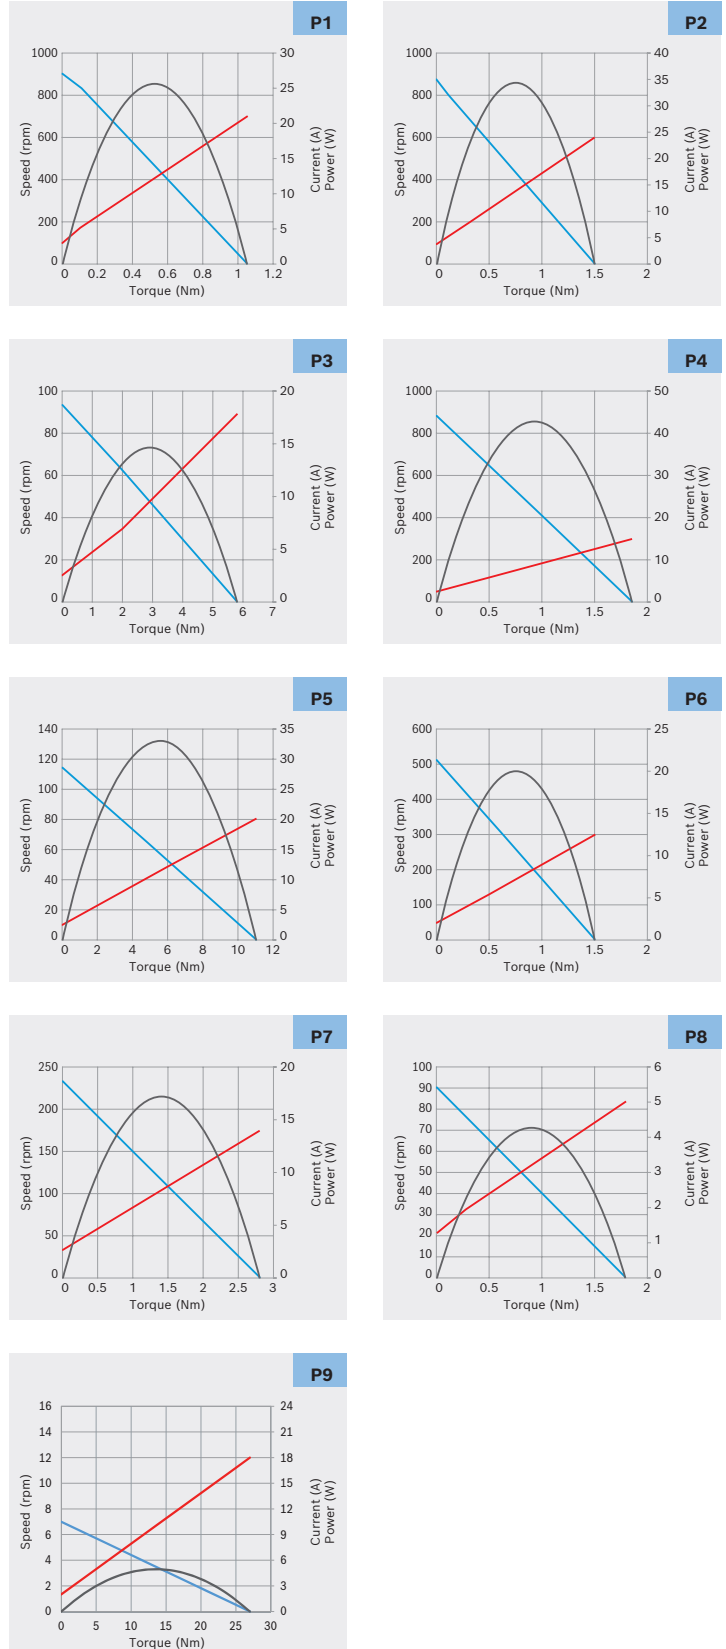 P1
1000
800
600
400
200
0
30
25
20
15
10
5
0
0 0.2 0.4 0.6 0.8 1 1.2
Torque (Nm)
Speed (rpm)
Current (A)
Power (W)
P2
1000
800
600
400
200
0
40
35
30
25
20
15
10
5
0
0 0.5 1 1.5 2
Torque (Nm)
Speed (rpm)
Current (A)
Power (W)
P3
100
80
60
40
20
0
20
15
10
5
0
0 1 2 3 4 5 6 7
Torque (Nm)
Speed (rpm)
Current (A)
Power (W)
P4
1000
800
600
400
200
0
50
40
30
20
10
0
0 0.5 1 1.5 2
Torque (Nm)
Speed (rpm)
Current (A)
Power (W)
P5
140
120
100
80
60
40
20
0
35
30
25
20
15
10
5
0
0 2 4 6 8 10 12
Torque (Nm)
Speed (rpm)
Current (A)
Power (W)
P6
600
500
400
300
200
100
0
25
20
15
10
5
0
0 0.5 1 1.5 2
Torque (Nm)
Speed (rpm)
Current (A)
Power (W)
P7
250
200
150
100
50
0
20
15
10
5
0
0 0.5 1 1.5 2 2.5 3
Torque (Nm)
Speed (rpm)
Current (A)
Power (W)
P8
100
90
80
70
60
50
40
30
20
10
0
6
5
4
3
2
1
0
0 0.5 1 1.5 2
Torque (Nm)
Speed (rpm)
Current (A)
Power (W)
P9
16
14
12
10
8
6
4
2
0
24
21
18
15
12
9
6
3
0
0 5 10 15 20 25 30
Torque (Nm)
Speed (rpm)
Current (A)
Power (W)